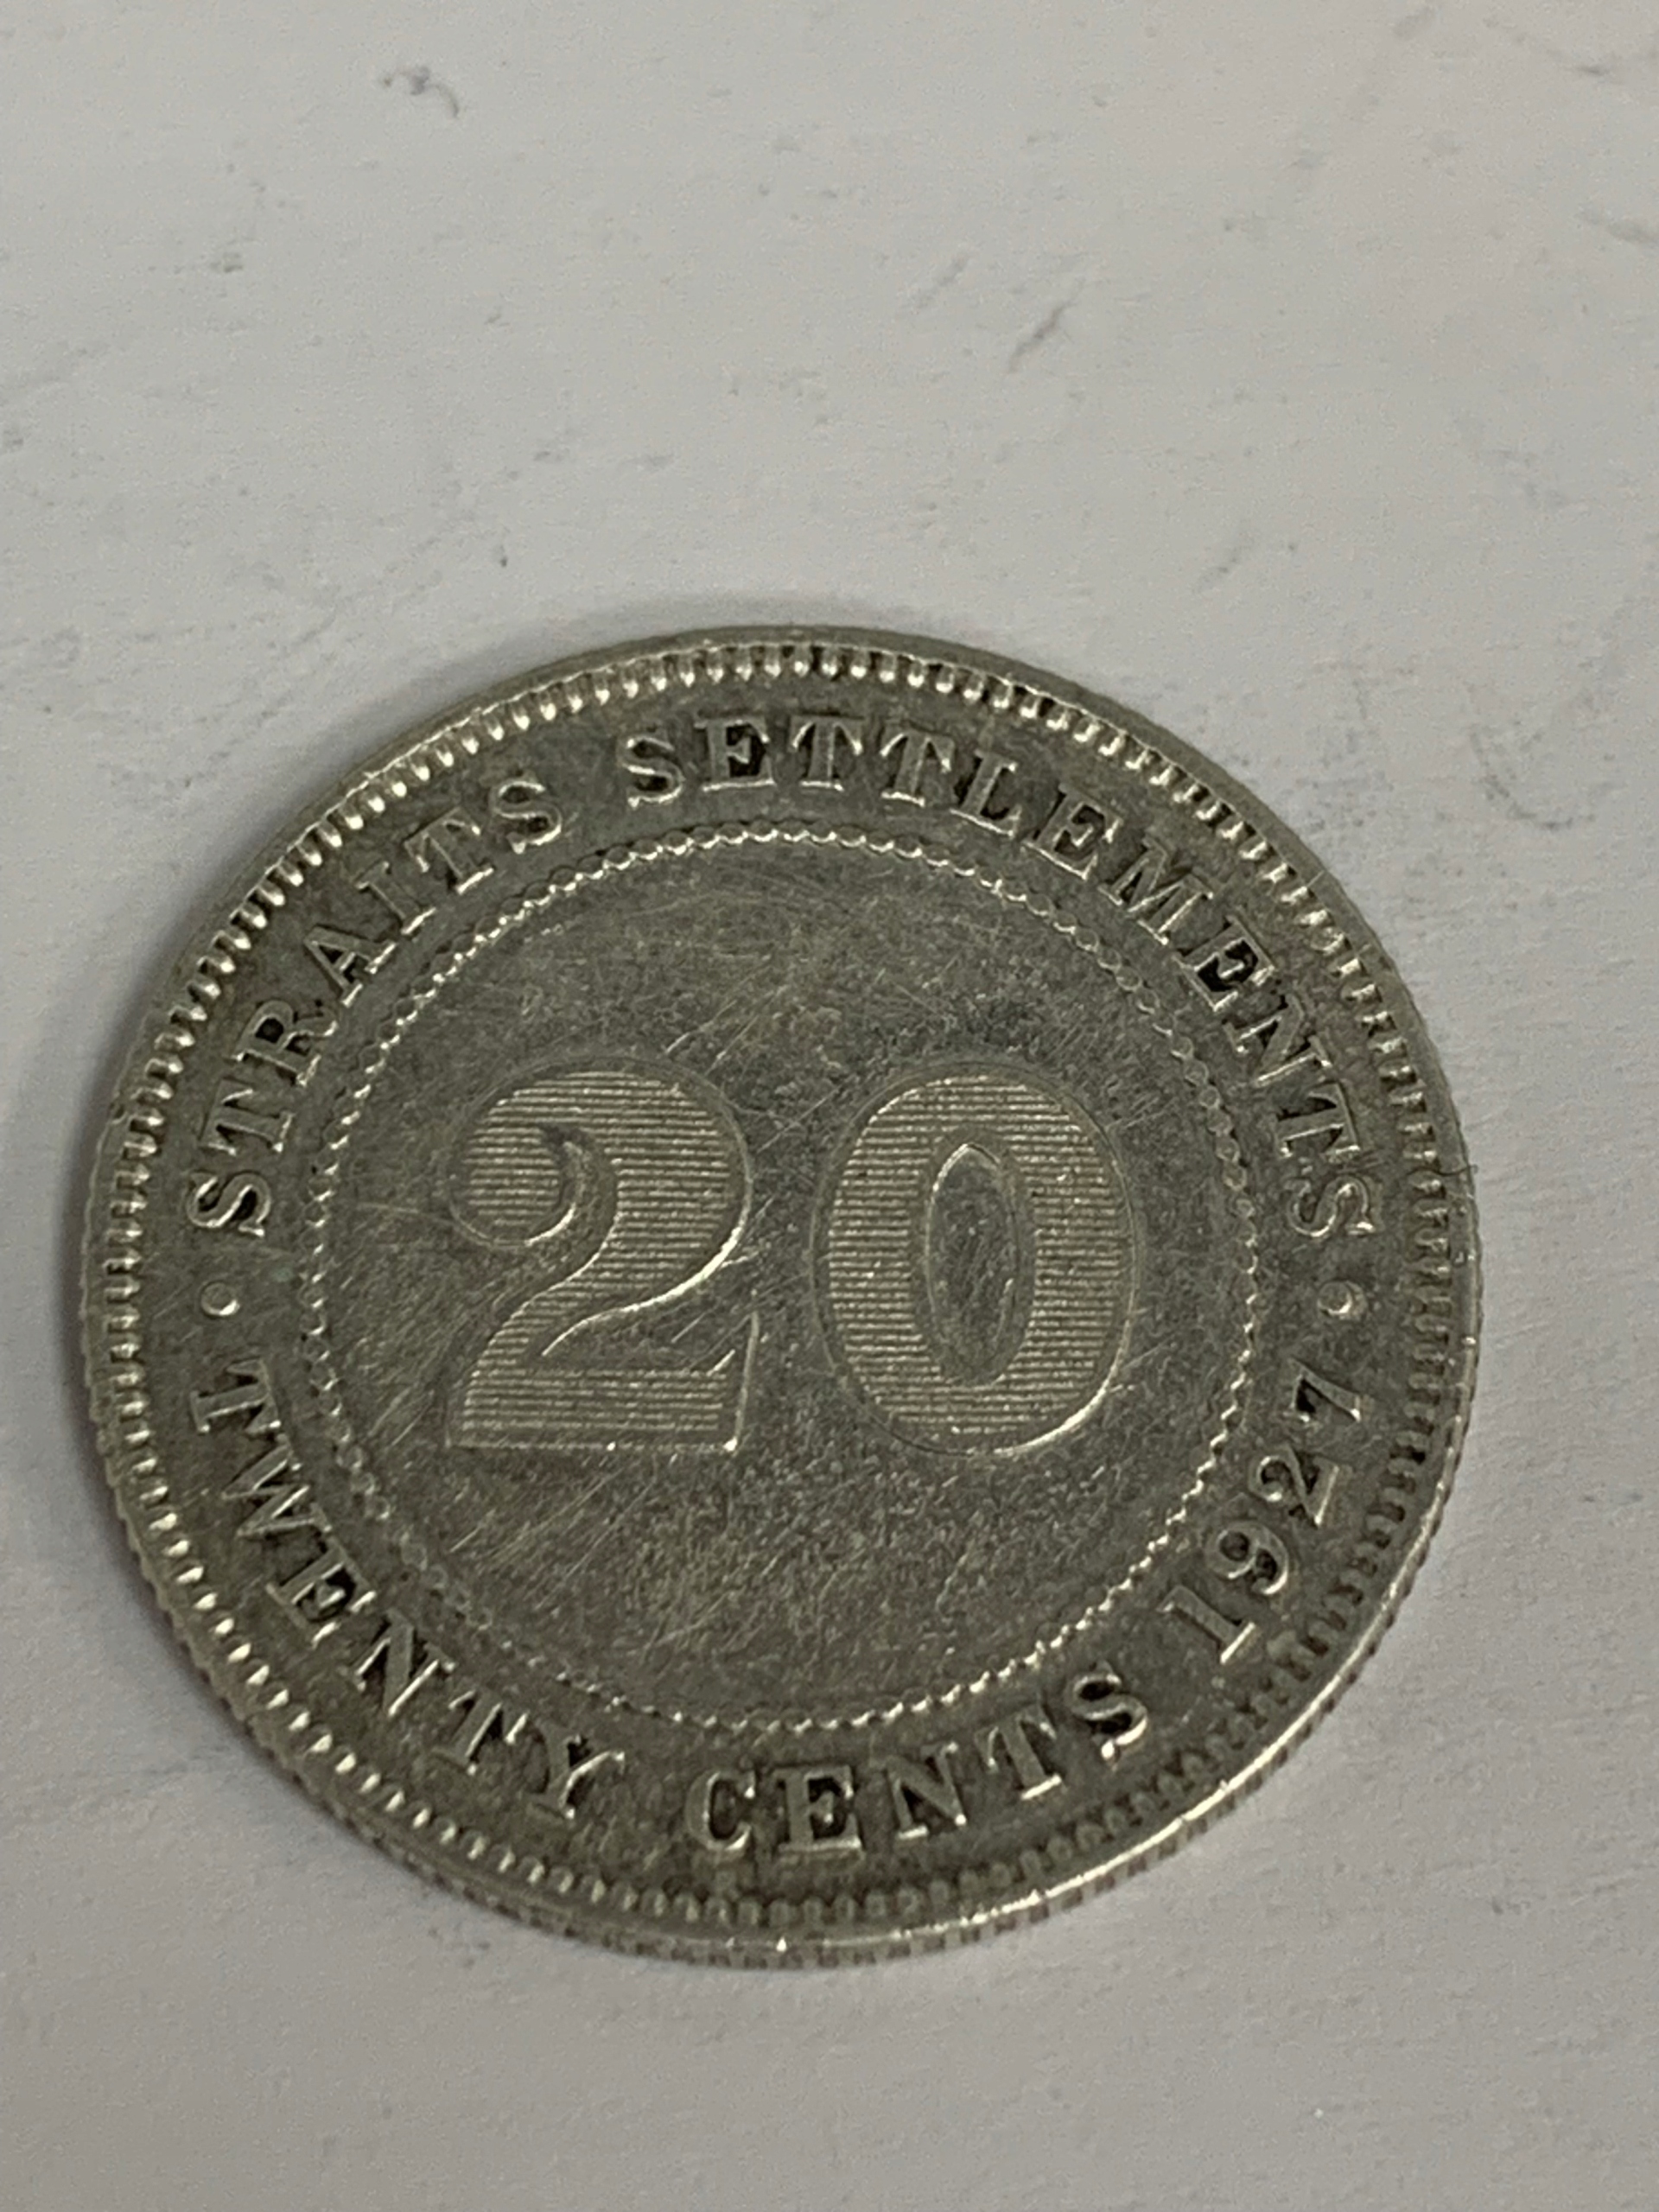 STRAITS SETTLEMENTS
20
TWENTY CENTS 1927